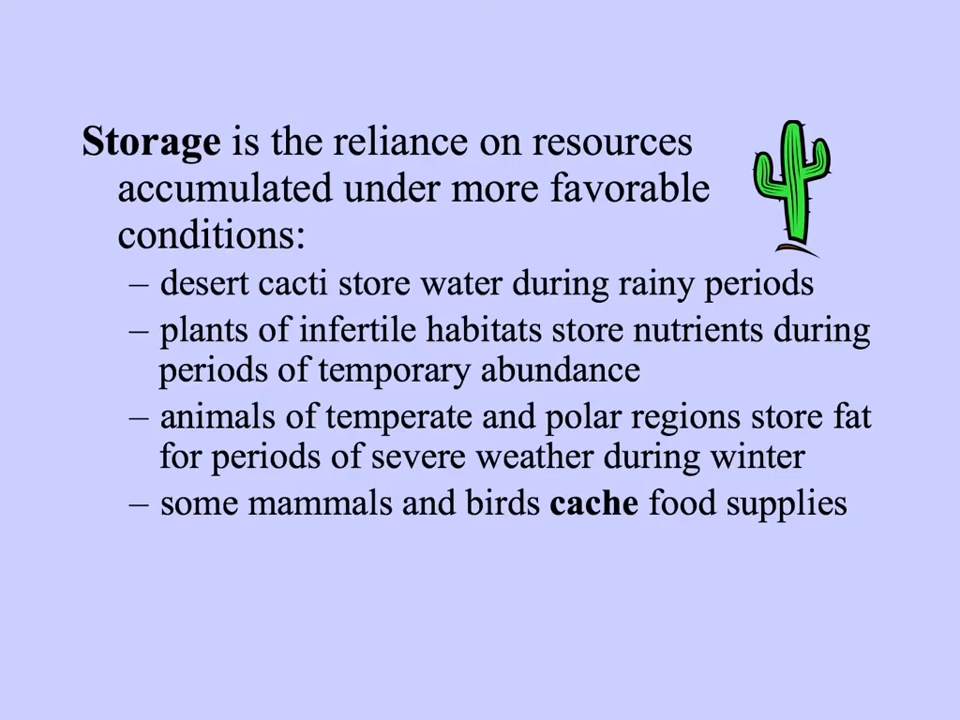 Storage is the reliance on resources
accumulated under more favorable
conditions:
– desert cacti store water during rainy periods
– plants of infertile habitats store nutrients during
periods of temporary abundance
– animals of temperate and polar regions store fat
for periods of severe weather during winter
– some mammals and birds cache food supplies